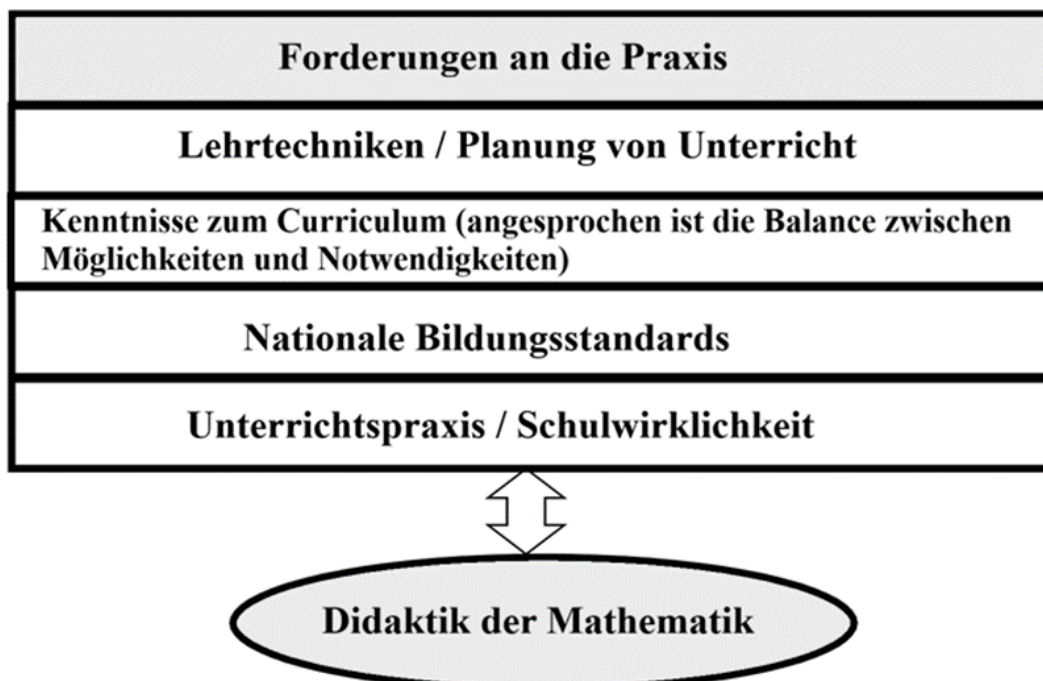 Forderungen an die Praxis
Lehrtechniken / Planung von Unterricht
Kenntnisse zum Curriculum (angesprochen ist die Balance zwischen
Möglichkeiten und Notwendigkeiten)
Nationale Bildungsstandards
Unterrichtspraxis / Schulwirklichkeit
Didaktik der Mathematik